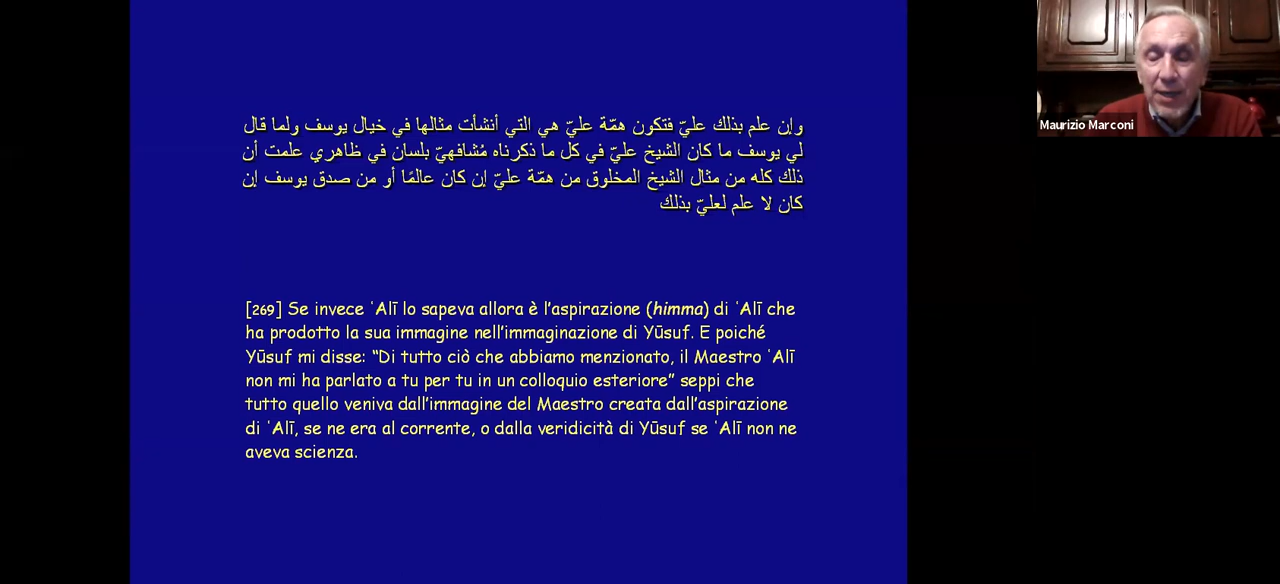 وإن علم بذلك عليّ فتكون همّة عليّ هي التي أنشأت مثالها في خيال يوسف ولما قال
لي يوسف ما كان الشيخ عليّ في كل ما ذكرناه مُشافهيّ بلسان في ظاهري علمت أن
ذلك كله من مثال الشيخ المخلوق من همّة عليّ إن كان عالمًا أو من صدق يوسف إن
كان لا علم لعليّ بذلك
[269] Se invece ʿAlī lo sapeva allora è l’aspirazione (himma) di ʿAlī che
ha prodotto la sua immagine nell’immaginazione di Yūsuf. E poiché
Yūsuf mi disse: “Di tutto ciò che abbiamo menzionato, il Maestro ʿAlī
non mi ha parlato a tu per tu in un colloquio esteriore” seppi che
tutto quello veniva dall’immagine del Maestro creata dall’aspirazione
di ʿAlī, se ne era al corrente, o dalla veridicità di Yūsuf se ʿAlī non ne
aveva scienza.
Maurizio Marconi